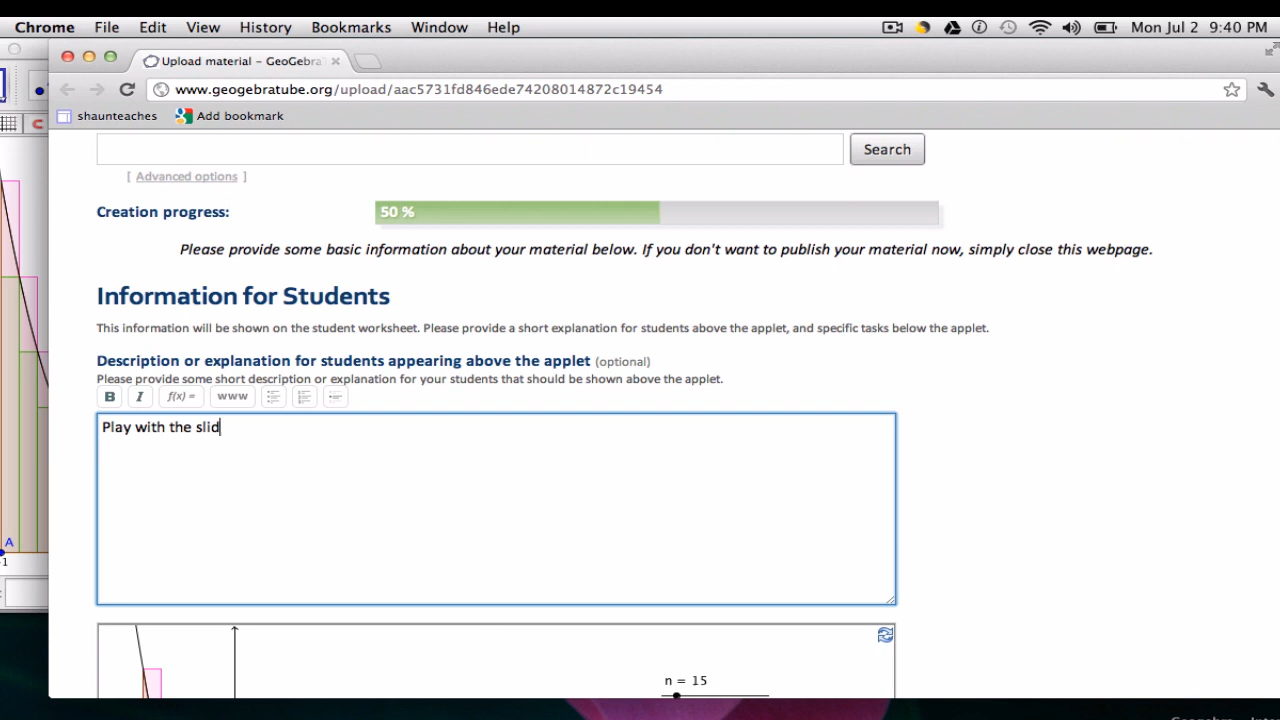 Chrome File Edit View History Bookmarks Window Help Mon Jul 2 9:40 PM
Upload material – GeoGebra
www.geogebratube.org/upload/aac5731fd846ede74208014872c19454
shaunteaches Add bookmark
Search
[ Advanced options ]
Creation progress: 50 %
Please provide some basic information about your material below. If you don't want to publish your material now, simply close this webpage.
Information for Students
This information will be shown on the student worksheet. Please provide a short explanation for students above the applet, and specific tasks below the applet.
Description or explanation for students appearing above the applet (optional)
Please provide some short description or explanation for your students that should be shown above the applet.
B I f(x) = www
Play with the slid
A
-1
n = 15